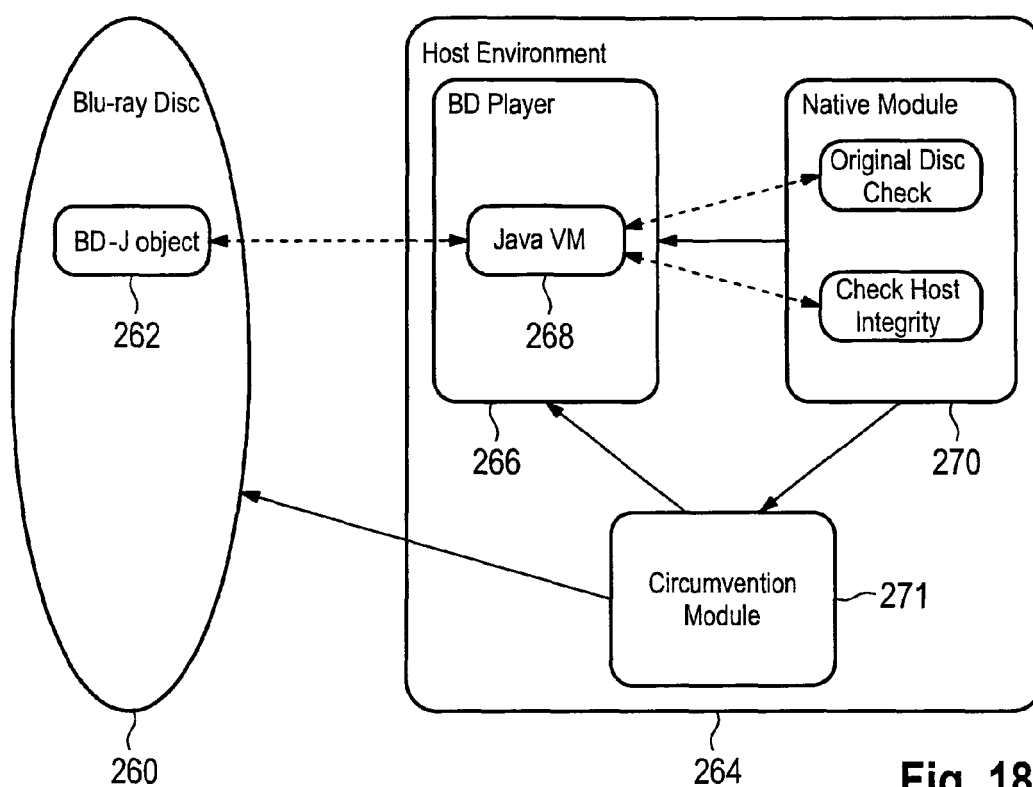 Host Environment
Blu-ray Disc
BD-J object
262
BD Player
Java VM
268
266
Native Module
Original Disc
Check
Check Host
Integrity
270
Circumvention
Module
271
260
264
Fig. 18